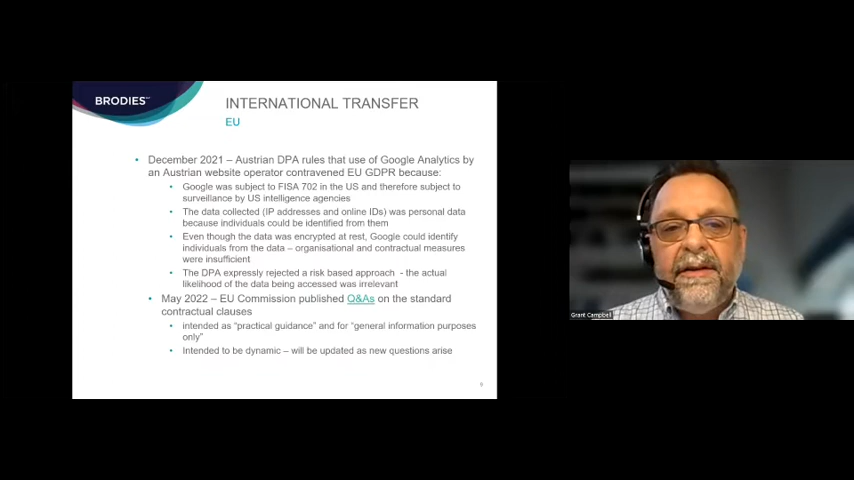 BRODIES LLP
INTERNATIONAL TRANSFER
EU
• December 2021 – Austrian DPA rules that use of Google Analytics by
an Austrian website operator contravened EU GDPR because:
• Google was subject to FISA 702 in the US and therefore subject to
surveillance by US intelligence agencies
• The data collected (IP addresses and online IDs) was personal data
because individuals could be identified from them
• Even though the data was encrypted at rest, Google could identify
individuals from the data – organisational and contractual measures
were insufficient
• The DPA expressly rejected a risk based approach - the actual
likelihood of the data being accessed was irrelevant
• May 2022 – EU Commission published Q&As on the standard
contractual clauses
• intended as “practical guidance” and for “general information purposes
only”
• Intended to be dynamic – will be updated as new questions arise
9
Grant Campbell